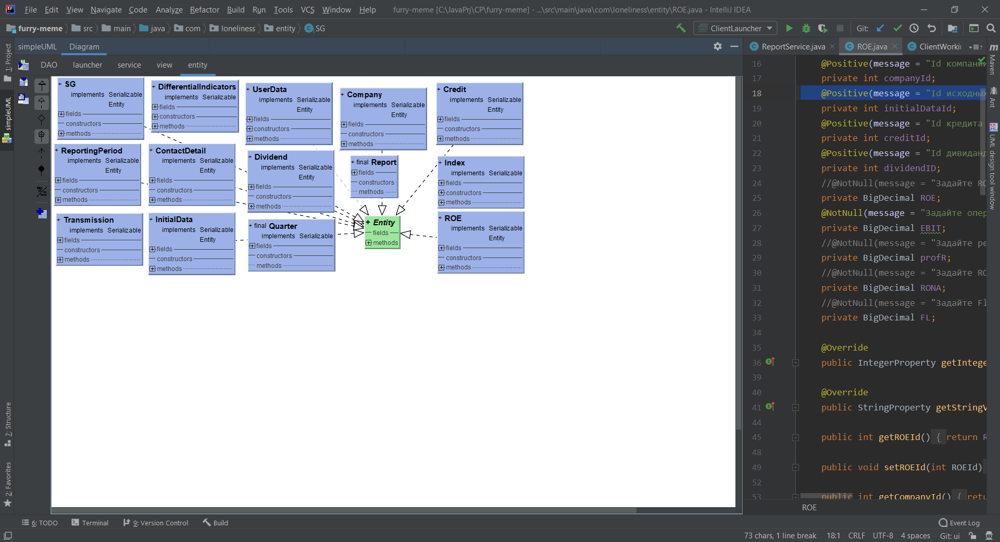 File Edit View Navigate Code Analyze Refactor Build Run Tools VCS Window Help furry-meme [C:\JavaPrj\CP\furry-meme] - ...\src\main\java\com\loneliness\entity\ROE.java - IntelliJ IDEA
furry-meme src main java com loneliness entity SG ClientLauncher Git:
simpleUML Diagram
DAO launcher service view entity
1: Project
simpleUML
7: Structure
2: Favorites
+ SG
implements Serializable
Entity
fields
constructors
methods
+ DifferentialIndicators
implements Serializable
fields
constructors
methods
+ UserData
implements Serializable
Entity
fields
constructors
methods
+ Company
implements Serializable
Entity
fields
constructors
methods
+ Credit
implements Serializable
Entity
fields
constructors
methods
+ ReportingPeriod
implements Serializable
Entity
fields
constructors
methods
+ ContactDetail
implements Serializable
Entity
fields
constructors
methods
+ Dividend
implements Serializable
Entity
fields
constructors
methods
+ final Report
fields
constructors
methods
+ Index
implements Serializable
fields
constructors
methods
+ Transmission
implements Serializable
fields
constructors
methods
+ InitialData
implements Serializable
Entity
fields
constructors
methods
+ final Quarter
implements Serializable
fields
constructors
methods
+ Entity
fields
methods
+ ROE
implements Serializable
Entity
fields
constructors
methods
ReportService.java ROE.java ClientWorki 7
16 @Positive(message = "Id компани
17 private int companyId;
18 @Positive(message = "Id исходных
19 private int initialDataId;
20 @Positive(message = "Id кредита
21 private int creditId;
22 @Positive(message = "Id дивиданд
23 private int dividendID;
24 //@NotNull(message = "Задайте RO
25 private BigDecimal ROE;
26 @NotNull(message = "Задайте опер
27 private BigDecimal EBIT;
28 //@NotNull(message = "Задайте ре
29 private BigDecimal profR;
30 //@NotNull(message = "Задайте RO
31 private BigDecimal RONA;
32 //@NotNull(message = "Задайте Fl
33 private BigDecimal FL;
34
35 @Override
36 public IntegerProperty getIntege
39
40 @Override
41 public StringProperty getStringV
44
45 public int getROEId() { return R
48
49 public void setROEId(int ROEId)
52
53 public int getCompanyId() { retu
ROE
Maven
Ant
UML design tool window
6: TODO Terminal 9: Version Control Build Event Log
73 chars, 1 line break 18:1 CRLF UTF-8 4 spaces Git: ui